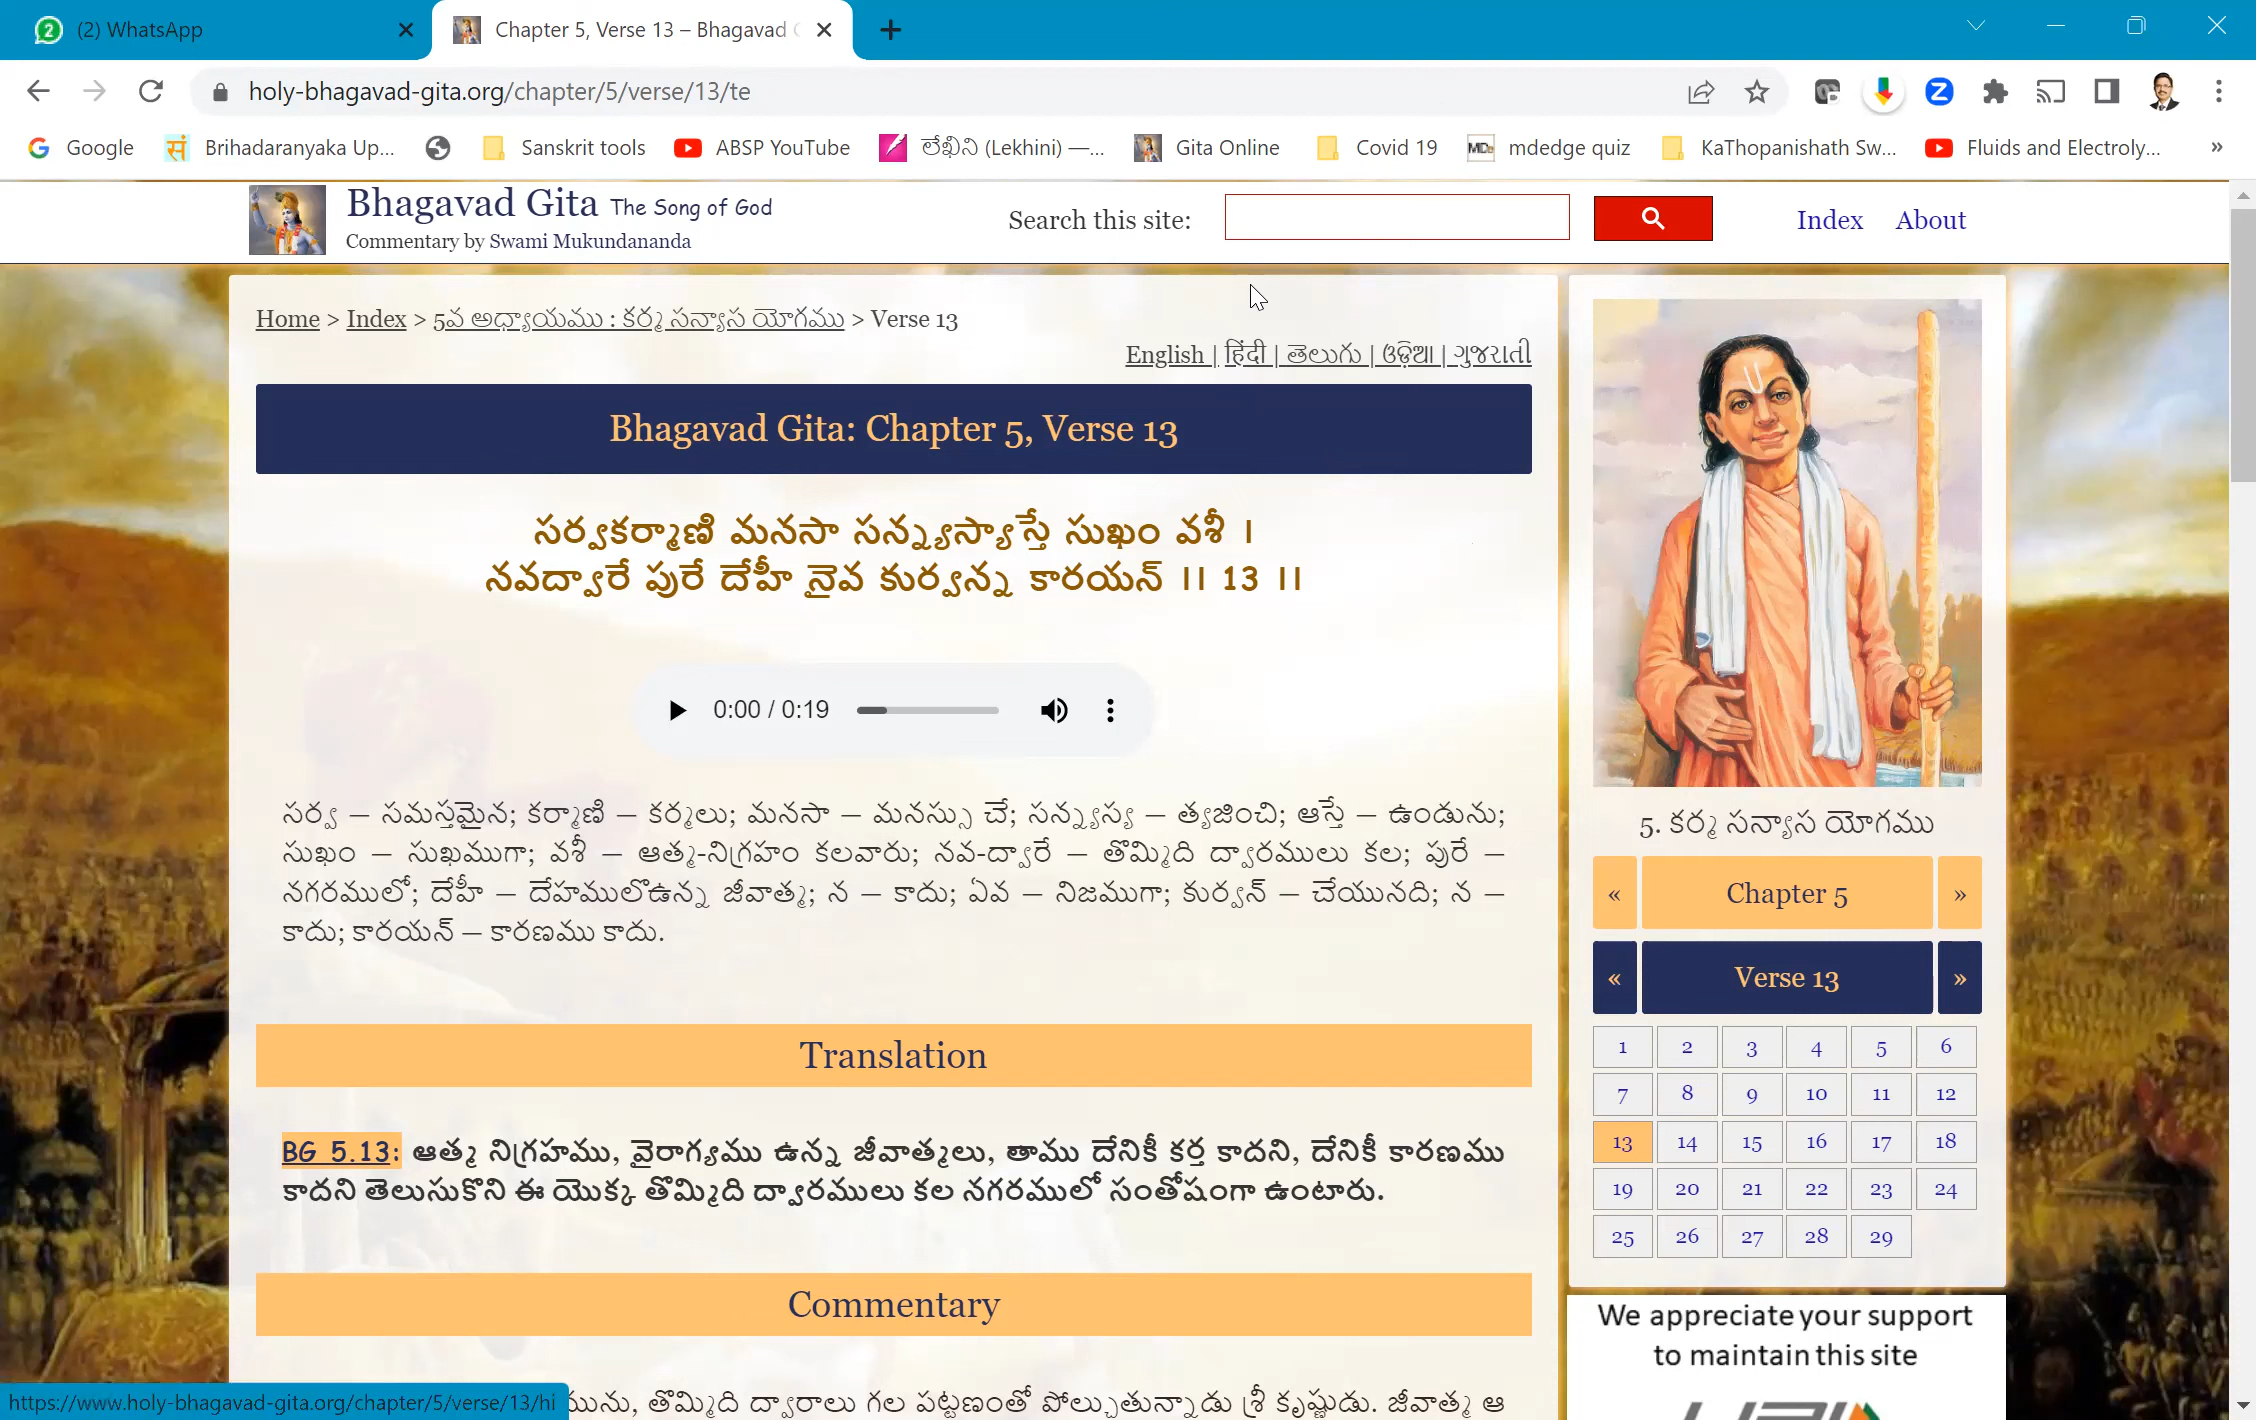 (2) WhatsApp
Chapter 5, Verse 13 – Bhagavad
holy-bhagavad-gita.org/chapter/5/verse/13/te
Google सं Brihadaranyaka Up... Sanskrit tools ABSP YouTube లేఖిని (Lekhini) —... Gita Online Covid 19 mdedge quiz KaThopanishath Sw... Fluids and Electroly... »
Bhagavad Gita The Song of God
Commentary by Swami Mukundananda
Search this site:
Index About
Home > Index > 5వ అధ్యాయము : కర్మ సన్యాస యోగము > Verse 13
English | हिंदी | తెలుగు | ଓଡ଼ିଆ | ગુજરાતી
Bhagavad Gita: Chapter 5, Verse 13
సర్వకర్మాణి మనసా సన్న్యస్యాస్తే సుఖం వశీ ।
నవద్వారే పురే దేహీ నైవ కుర్వన్న కారయన్ ।। 13 ।।
0:00 / 0:19
సర్వ — సమస్తమైన; కర్మాణి — కర్మలు; మనసా — మనస్సు చే; సన్న్యస్య — త్యజించి; ఆస్తే — ఉండును;
సుఖం — సుఖముగా; వశీ — ఆత్మ-నిగ్రహం కలవారు; నవ-ద్వారే — తొమ్మిది ద్వారములు కల; పురే —
నగరములో; దేహీ — దేహములొఉన్న జీవాత్మ; న — కాదు; ఏవ — నిజముగా; కుర్వన్ — చేయునది; న —
కాదు; కారయన్ — కారణము కాదు.
Translation
BG 5.13: ఆత్మ నిగ్రహము, వైరాగ్యము ఉన్న జీవాత్మలు, తాము దేనికీ కర్త కాదని, దేనికీ కారణము
కాదని తెలుసుకొని ఈ యొక్క తొమ్మిది ద్వారములు కల నగరములో సంతోషంగా ఉంటారు.
Commentary
మును, తొమ్మిది ద్వారాలు గల పట్టణంతో పోల్చుతున్నాడు శ్రీ కృష్ణుడు. జీవాత్మ ఆ
https://www.holy-bhagavad-gita.org/chapter/5/verse/13/hi
5. కర్మ సన్యాస యోగము
« Chapter 5 »
« Verse 13 »
1 2 3 4 5 6
7 8 9 10 11 12
13 14 15 16 17 18
19 20 21 22 23 24
25 26 27 28 29
We appreciate your support
to maintain this site